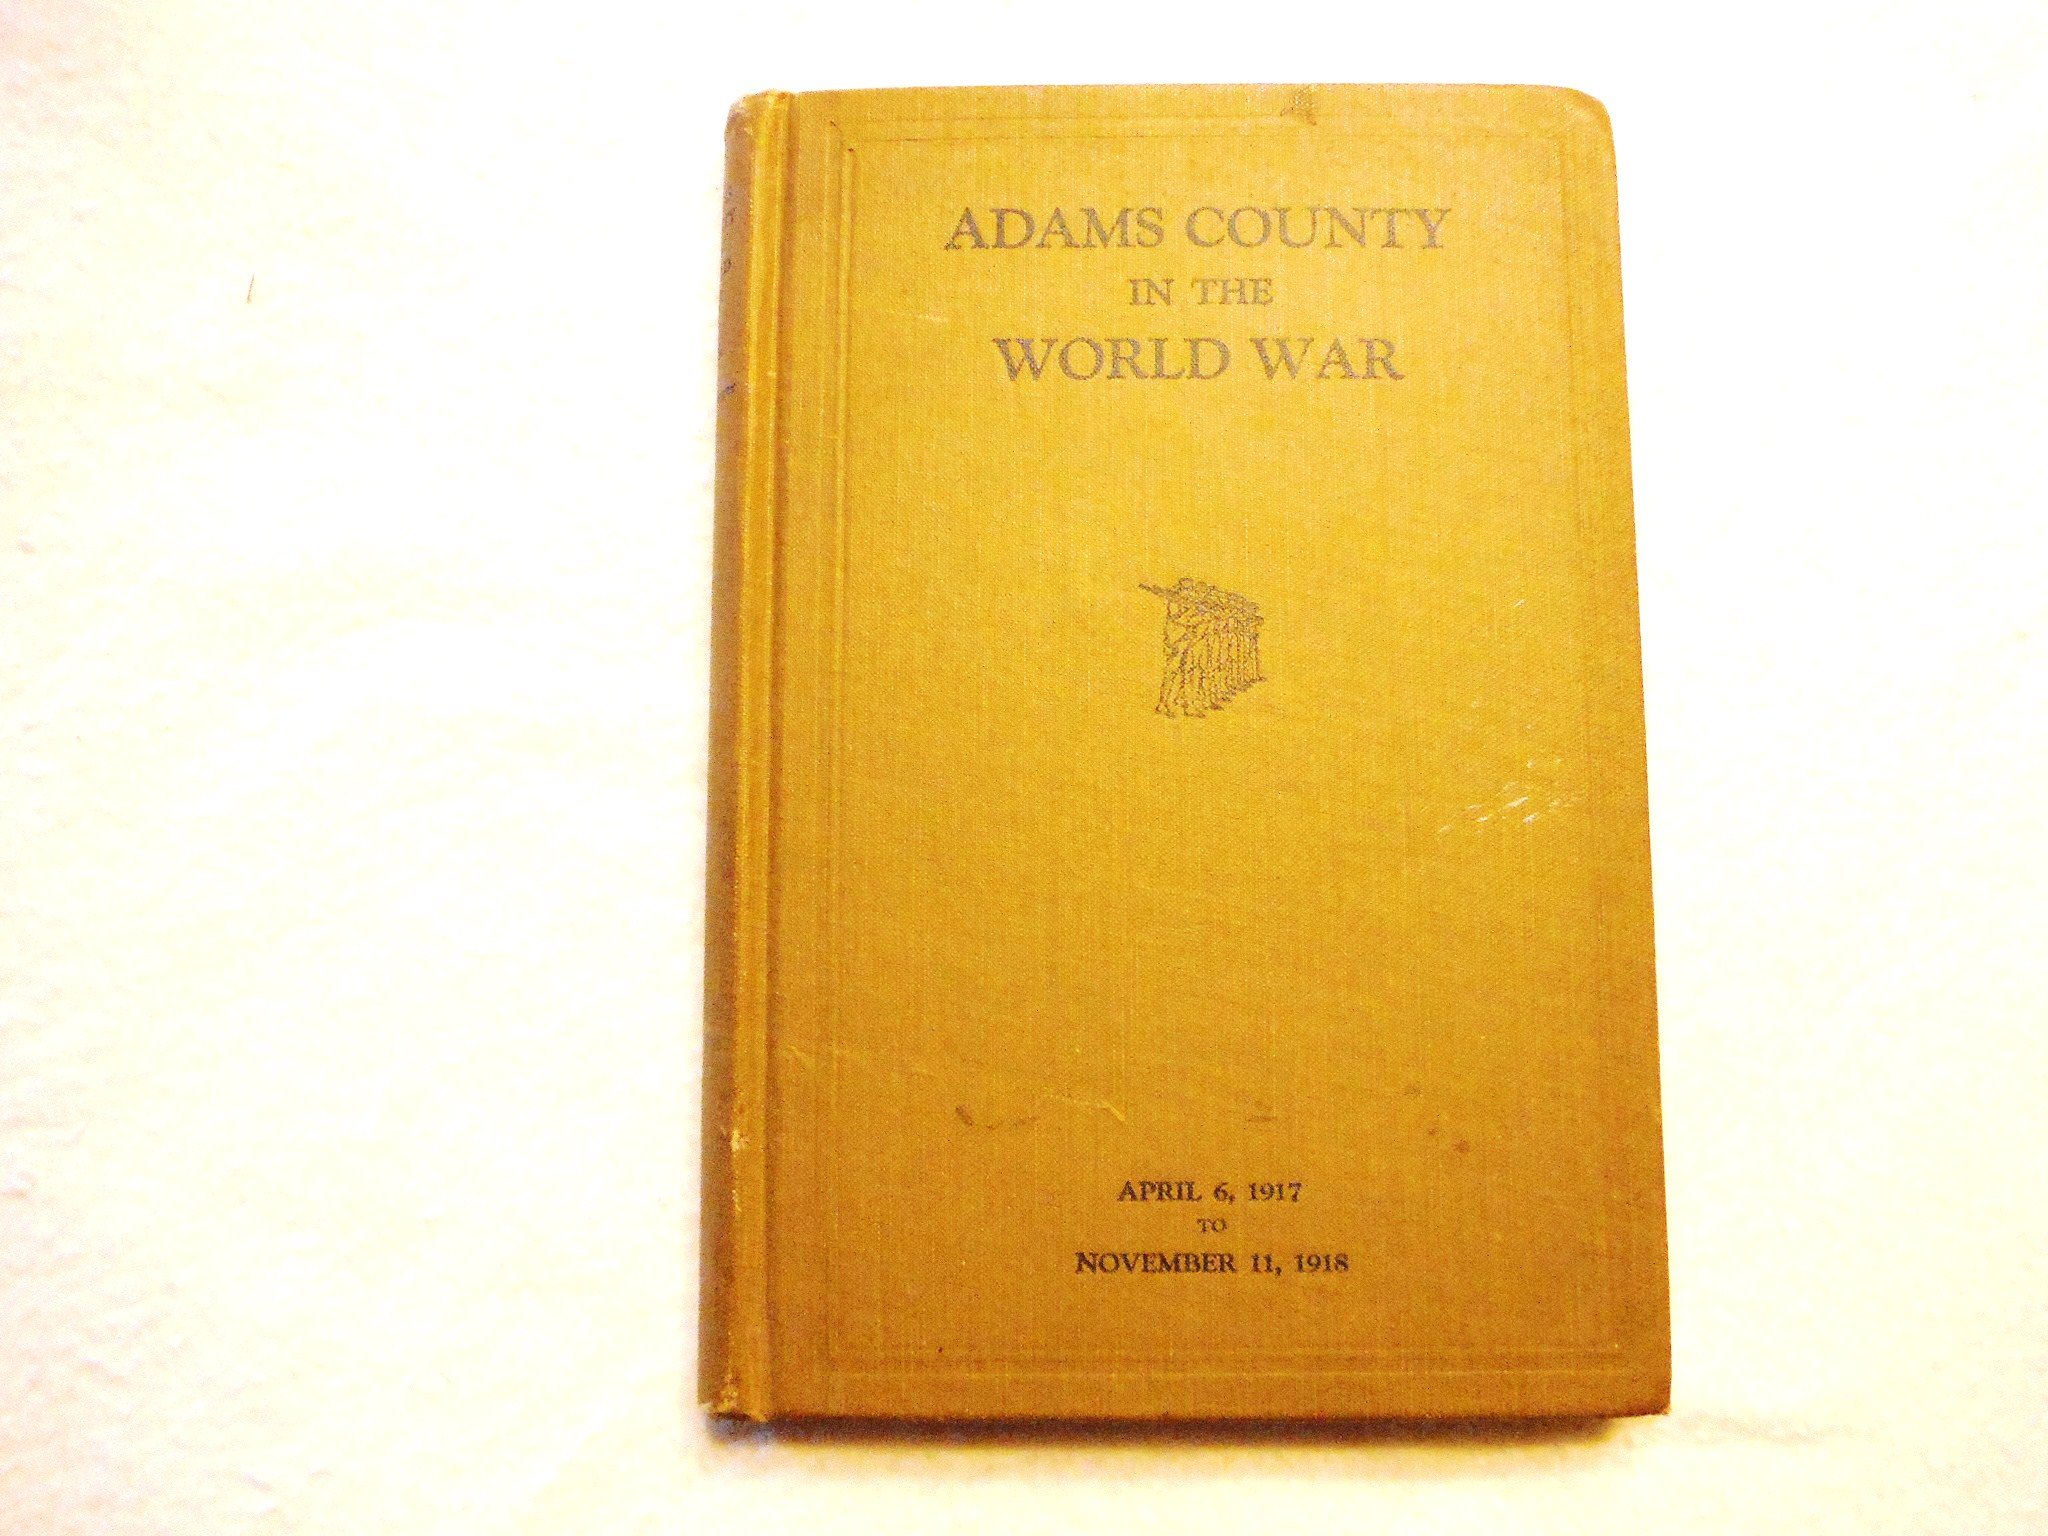 ADAMS COUNTY
IN THE
WORLD WAR
APRIL 6, 1917
TO
NOVEMBER 11, 1918